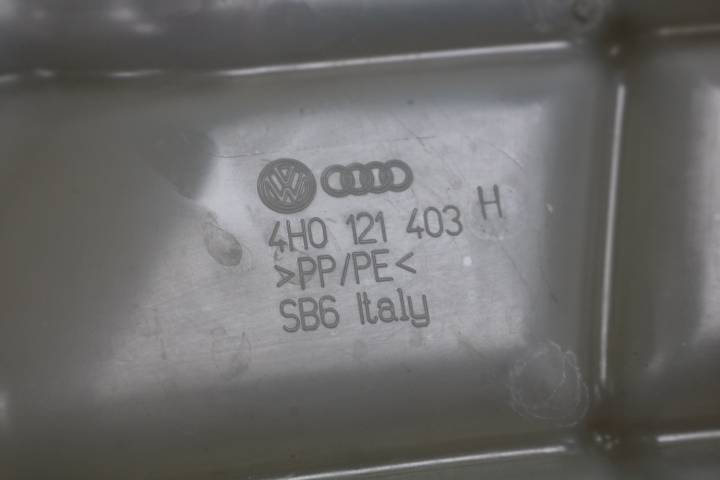 4H0 121 403 H
>PP/PE<
SB6 Italy